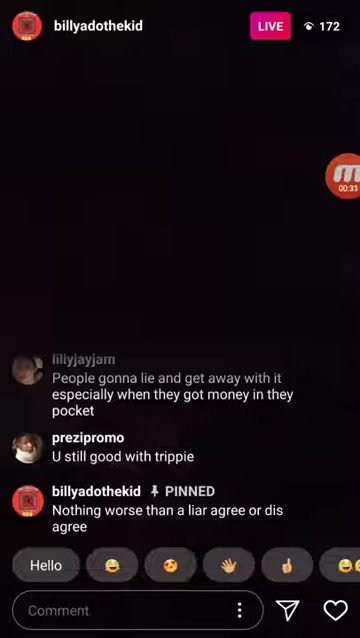 billyadothekid
LIVE
172
00:31
lillyjayjam
People gonna lie and get away with it
especially when they got money in they
pocket
prezipromo
U still good with trippie
billyadothekid PINNED
Nothing worse than a liar agree or dis
agree
Hello
Comment